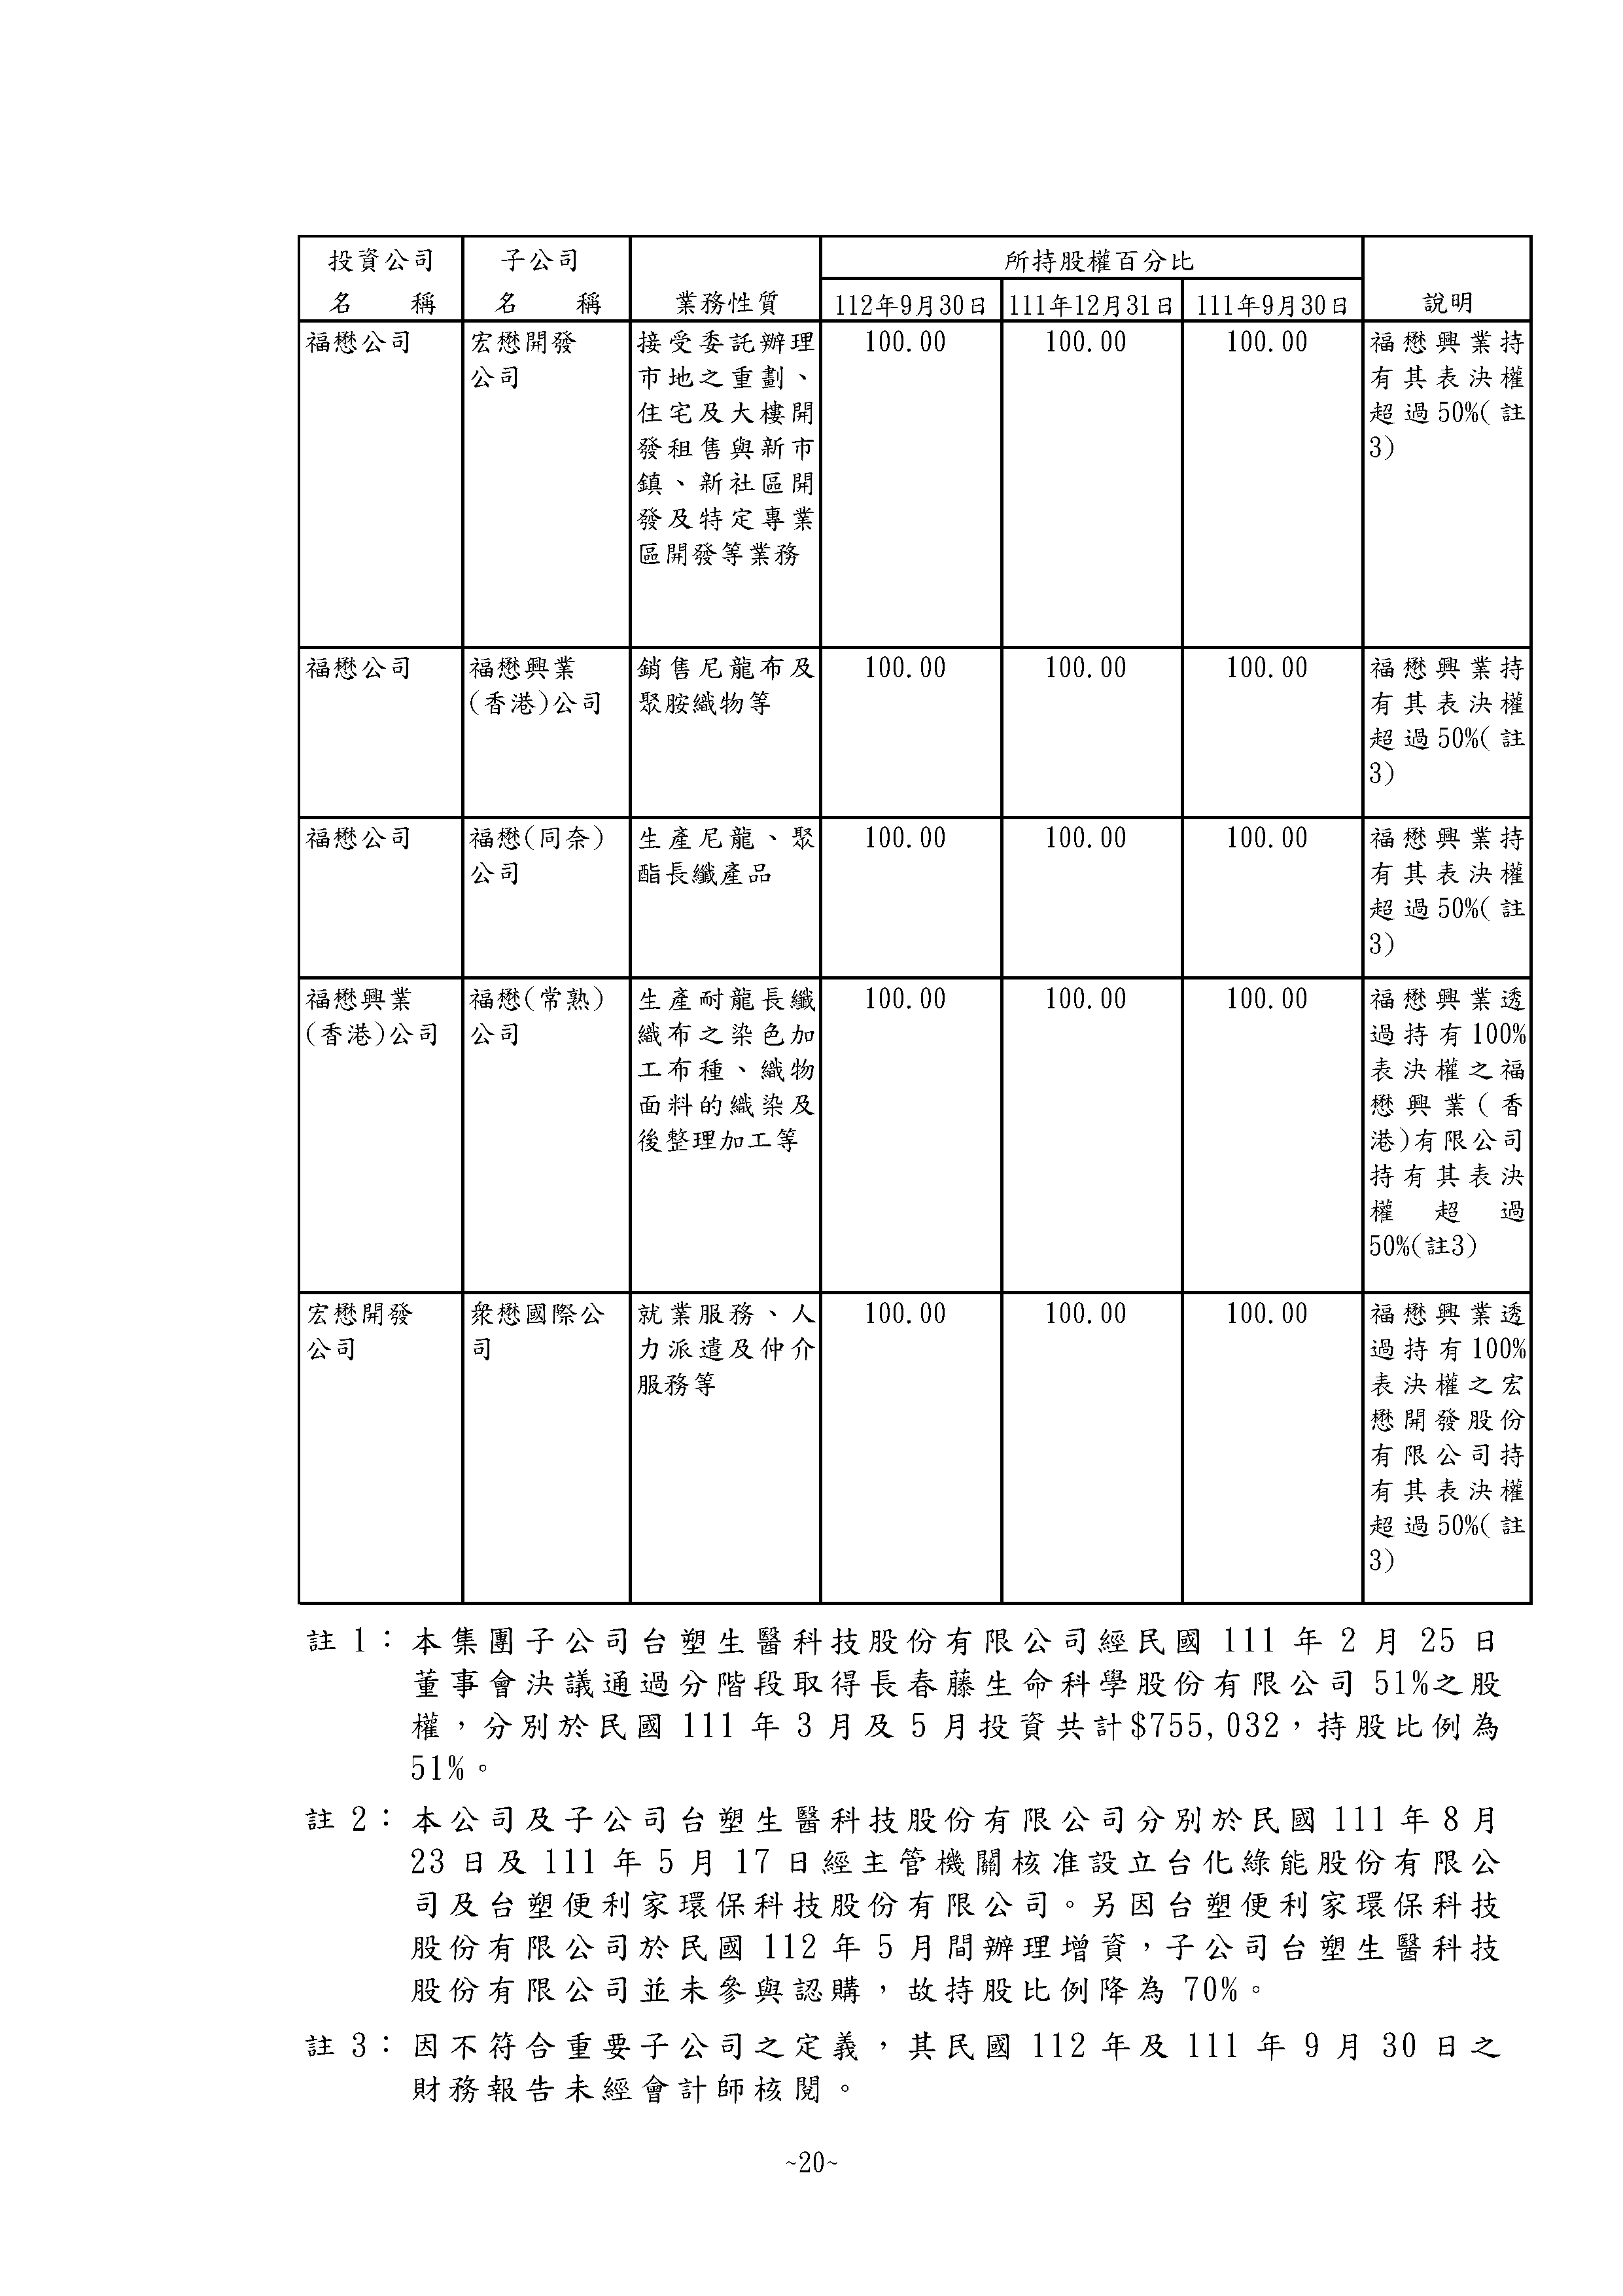 投資公司 子公司 所持股權百分比
名 稱 名 稱 業務性質 112年9月30日 111年12月31日 111年9月30日 說明
福懋公司 宏懋開發 接受委託辦理 100.00 100.00 100.00 福懋興業持
公司 市地之重劃、 有其表決權
住宅及大樓開 超過50%(註
發租售與新市 3)
鎮、新社區開
發及特定專業
區開發等業務
福懋公司 福懋興業 銷售尼龍布及 100.00 100.00 100.00 福懋興業持
(香港)公司 聚胺織物等 有其表決權
超過50%(註
3)
福懋公司 福懋(同奈) 生產尼龍、聚 100.00 100.00 100.00 福懋興業持
公司 酯長纖產品 有其表決權
超過50%(註
3)
福懋興業 福懋(常熟) 生產耐龍長纖 100.00 100.00 100.00 福懋興業透
(香港)公司 公司 織布之染色加 過持有100%
工布種、織物 表決權之福
面料的織染及 懋興業(香
後整理加工等 港)有限公司
持有其表決
權超過
50%(註3)
宏懋開發 衆懋國際公 就業服務、人 100.00 100.00 100.00 福懋興業透
公司 司 力派遣及仲介 過持有100%
服務等 表決權之宏
懋開發股份
有限公司持
有其表決權
超過50%(註
3)
註 1：本集團子公司台塑生醫科技股份有限公司經民國 111 年 2 月 25 日
董事會決議通過分階段取得長春藤生命科學股份有限公司 51%之股
權，分別於民國 111 年 3 月及 5 月投資共計$755,032，持股比例為
51%。
註 2：本公司及子公司台塑生醫科技股份有限公司分別於民國 111 年 8 月
23 日及 111 年 5 月 17 日經主管機關核准設立台化綠能股份有限公
司及台塑便利家環保科技股份有限公司。另因台塑便利家環保科技
股份有限公司於民國 112 年 5 月間辦理增資，子公司台塑生醫科技
股份有限公司並未參與認購，故持股比例降為 70%。
註 3：因不符合重要子公司之定義，其民國 112 年及 111 年 9 月 30 日之
財務報告未經會計師核閱。
~20~